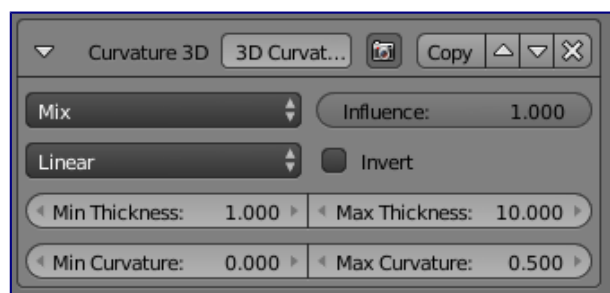 Curvature 3D 3D Curvat... Copy
Mix Influence: 1.000
Linear Invert
Min Thickness: 1.000 Max Thickness: 10.000
Min Curvature: 0.000 Max Curvature: 0.500